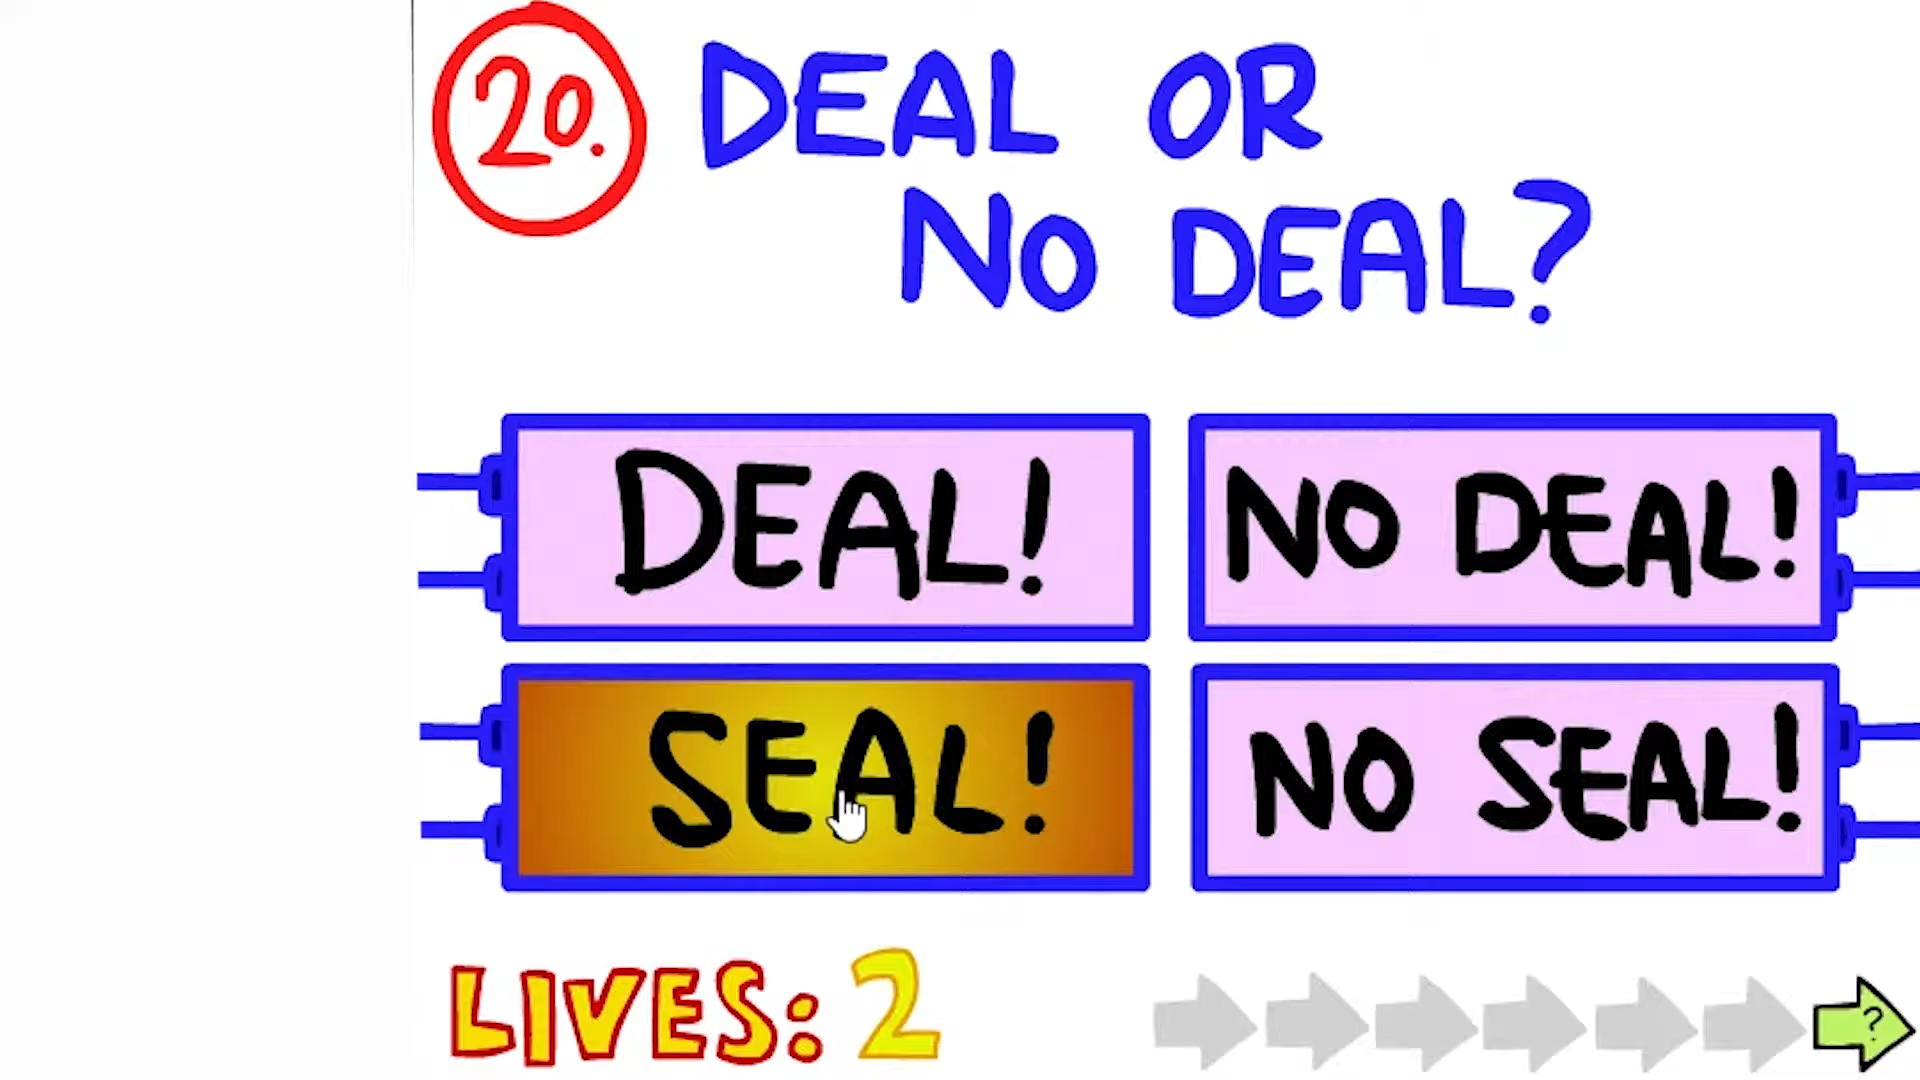 20. DEAL OR
NO DEAL?
DEAL! NO DEAL!
SEAL! NO SEAL!
LIVES: 2 ?